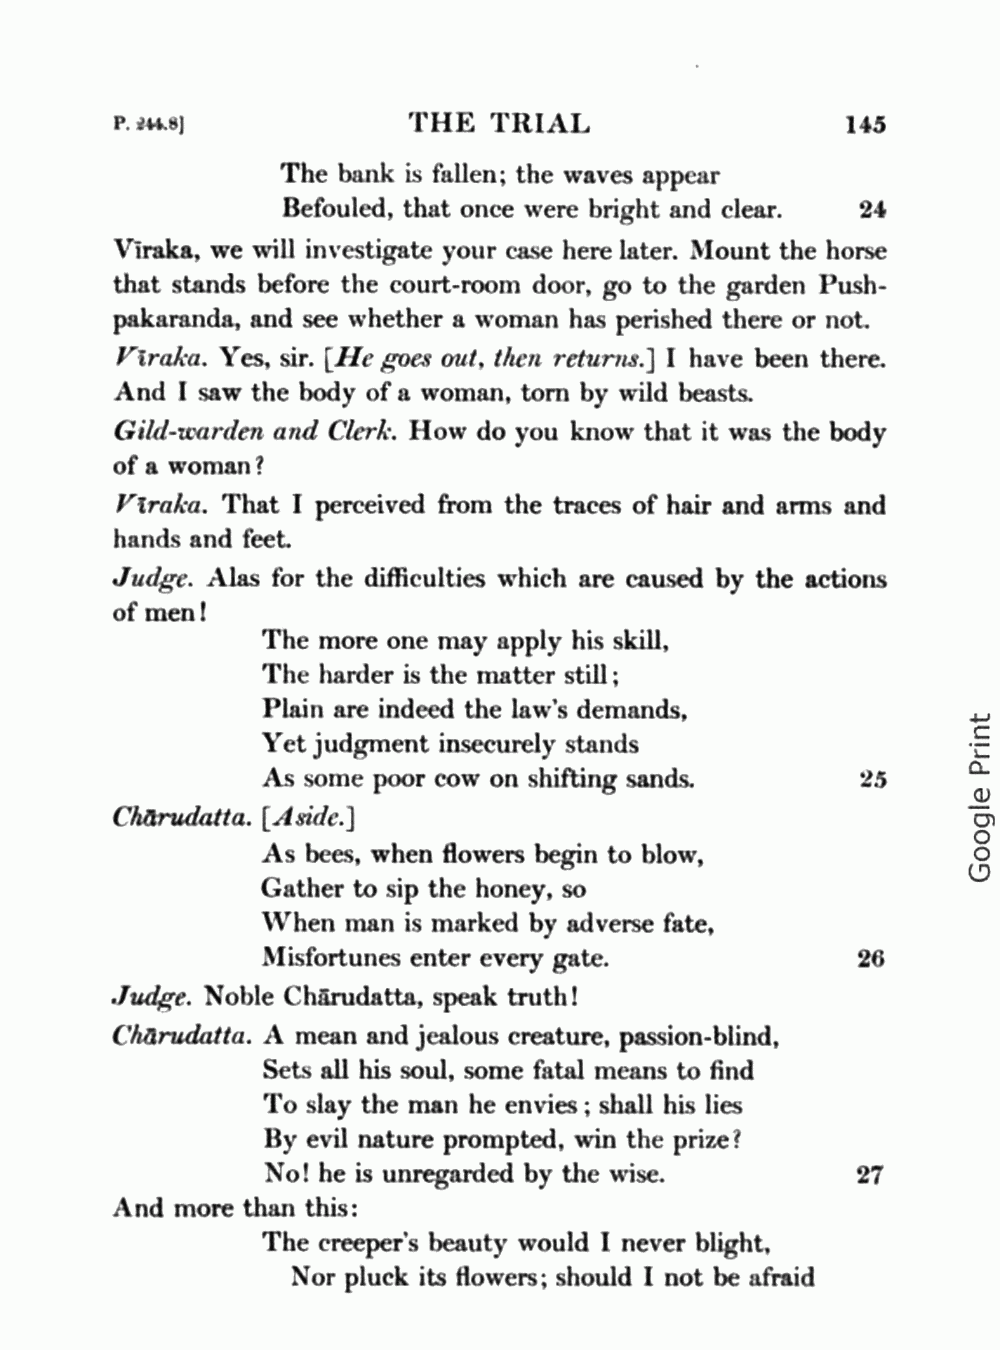 P. 244.8] THE TRIAL 145
The bank is fallen; the waves appear
Befouled, that once were bright and clear. 24
Vīraka, we will investigate your case here later. Mount the horse
that stands before the court-room door, go to the garden Push-
pakaranda, and see whether a woman has perished there or not.
Vīraka. Yes, sir. [He goes out, then returns.] I have been there.
And I saw the body of a woman, torn by wild beasts.
Gild-warden and Clerk. How do you know that it was the body
of a woman?
Vīraka. That I perceived from the traces of hair and arms and
hands and feet.
Judge. Alas for the difficulties which are caused by the actions
of men!
The more one may apply his skill,
The harder is the matter still;
Plain are indeed the law's demands,
Yet judgment insecurely stands
As some poor cow on shifting sands. 25
Chārudatta. [Aside.]
As bees, when flowers begin to blow,
Gather to sip the honey, so
When man is marked by adverse fate,
Misfortunes enter every gate. 26
Judge. Noble Chārudatta, speak truth!
Chārudatta. A mean and jealous creature, passion-blind,
Sets all his soul, some fatal means to find
To slay the man he envies; shall his lies
By evil nature prompted, win the prize?
No! he is unregarded by the wise. 27
And more than this:
The creeper's beauty would I never blight,
Nor pluck its flowers; should I not be afraid
Google Print